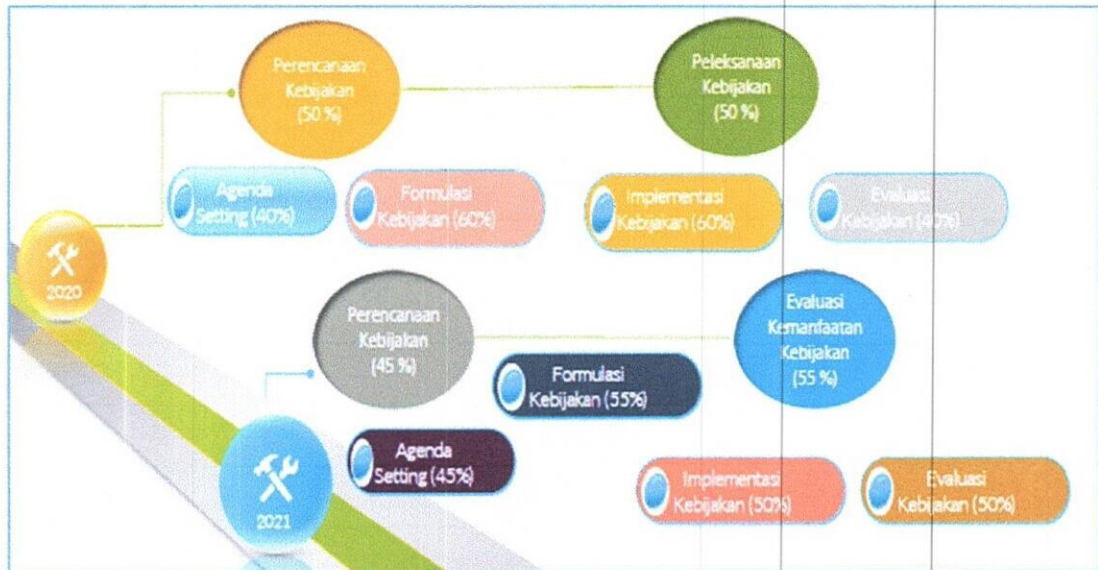 Perencanaan
Kebijakan
(50 %)
Peleksanaan
Kebijakan
(50 %)
Agenda
Setting (40%)
Formulasi
Kebijakan (60%)
Implementasi
Kebijakan (60%)
Evaluasi
Kebijakan (40%)
2020
Perencanaan
Kebijakan
(45 %)
Evaluasi
Kemanfaatan
Kebijakan
(55 %)
Formulasi
Kebijakan (55%)
Agenda
Setting (45%)
Implementasi
Kebijakan (50%)
Evaluasi
Kebijakan (50%)
2021